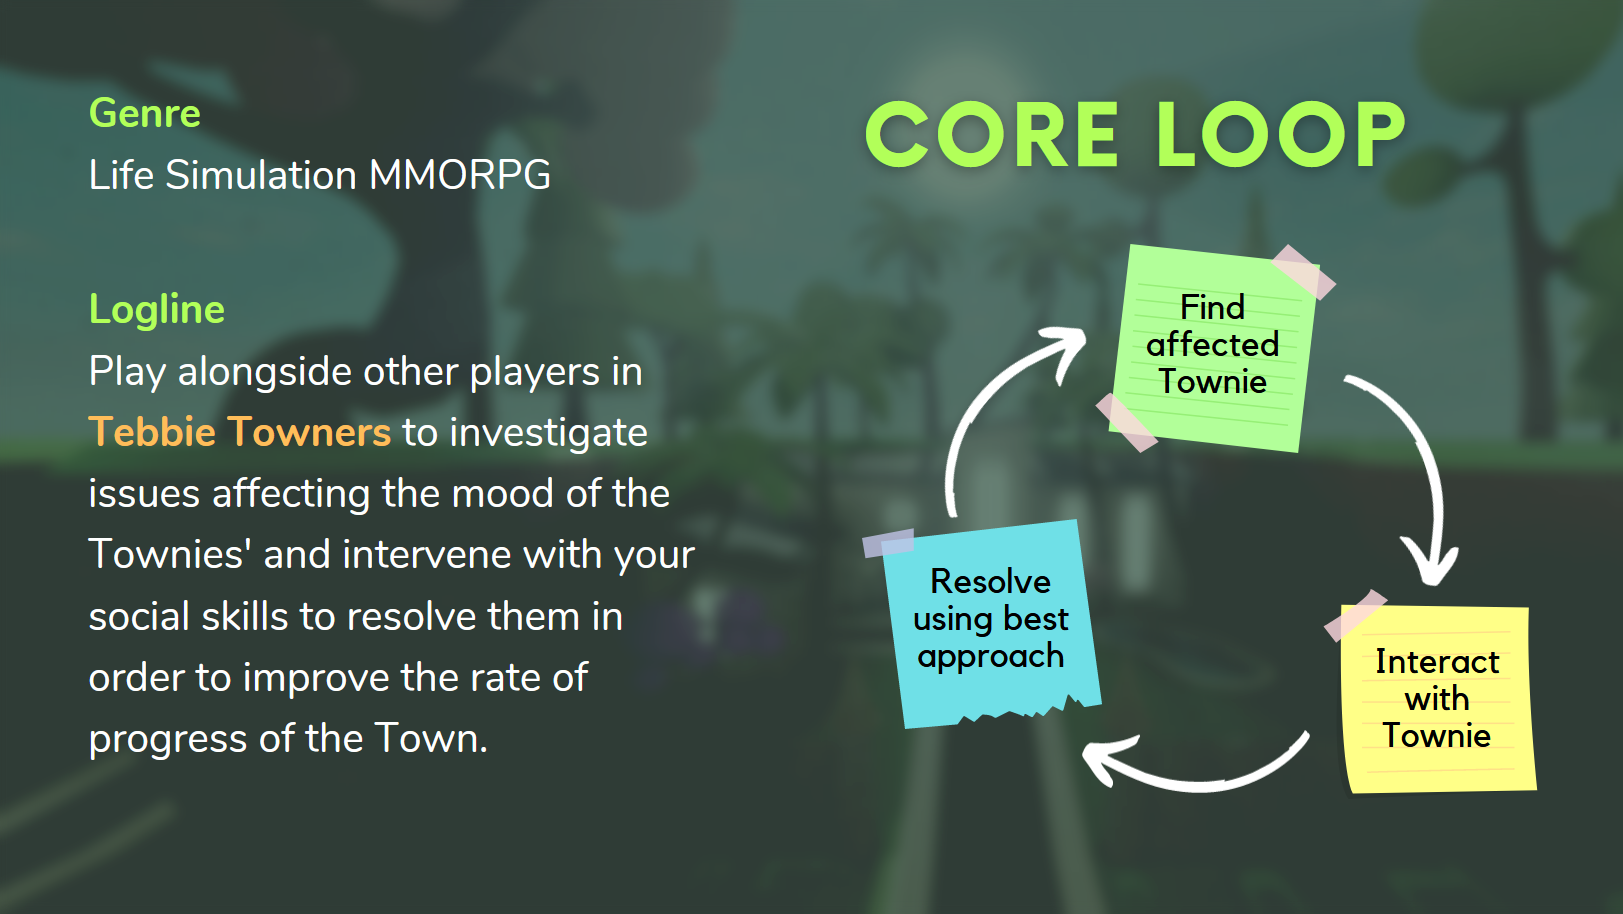 Genre
Life Simulation MMORPG
Logline
Play alongside other players in
Tebbie Towners to investigate
issues affecting the mood of the
Townies' and intervene with your
social skills to resolve them in
order to improve the rate of
progress of the Town.
CORE LOOP
Find
affected
Townie
Interact
with
Townie
Resolve
using best
approach